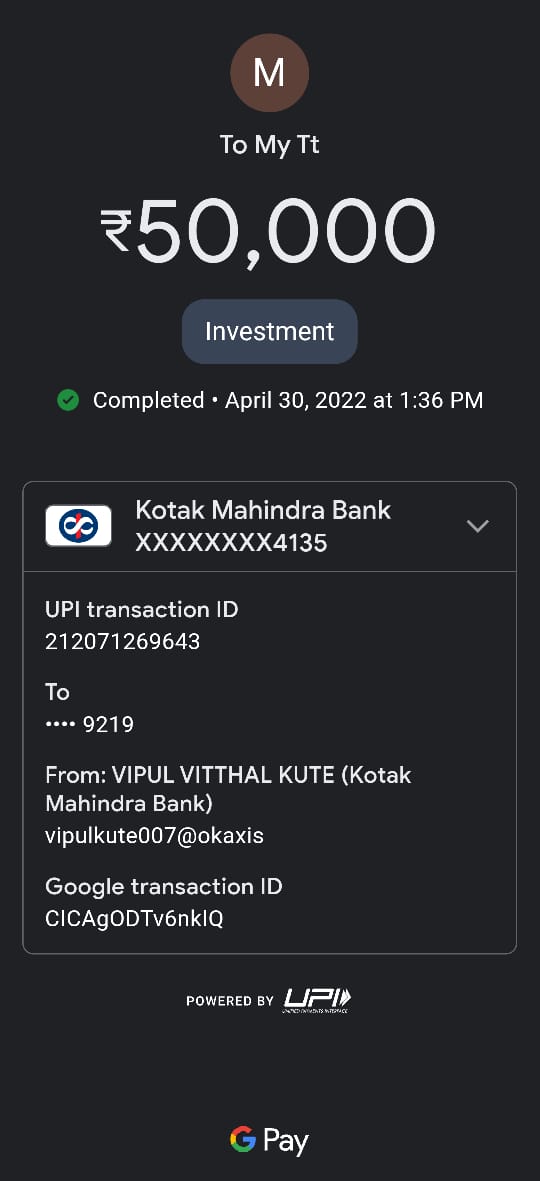 M
To My Tt
₹50,000
Investment
Completed • April 30, 2022 at 1:36 PM
Kotak Mahindra Bank
XXXXXXXX4135
UPI transaction ID
212071269643
To
•••• 9219
From: VIPUL VITTHAL KUTE (Kotak
Mahindra Bank)
vipulkute007@okaxis
Google transaction ID
CICAgODTv6nkIQ
POWERED BY UPI
UNIFIED PAYMENTS INTERFACE
G Pay